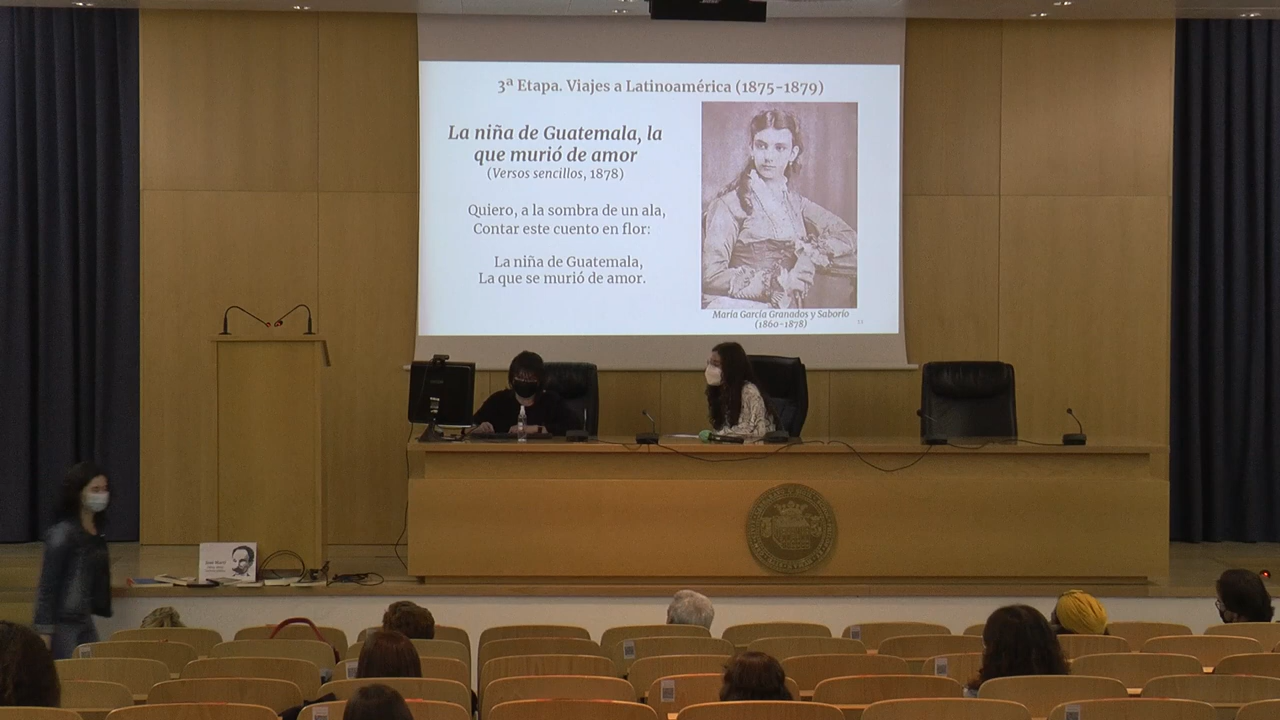 3ª Etapa. Viajes a Latinoamérica (1875-1879)
La niña de Guatemala, la
que murió de amor
(Versos sencillos, 1878)
Quiero, a la sombra de un ala,
Contar este cuento en flor:
La niña de Guatemala,
La que se murió de amor.
María García Granados y Saborío
(1860-1878)
José Martí